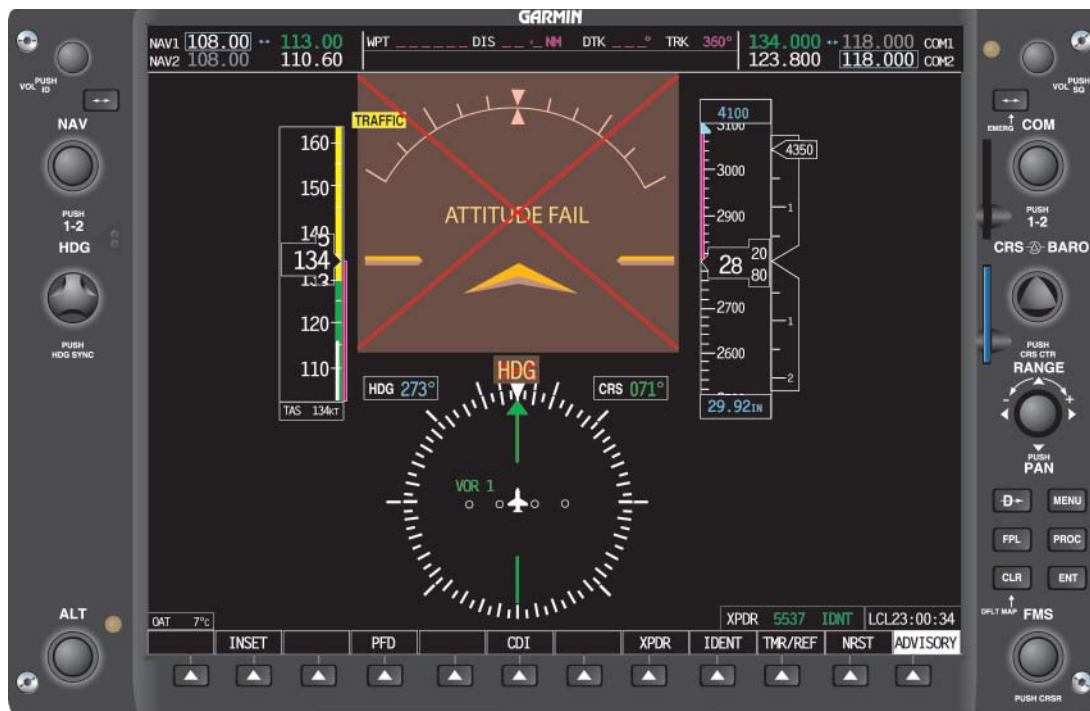 GARMIN
NAV1 108.00 ↔ 113.00 WPT _ _ _ _ _ _ DIS _ _ . _ NM DTK _ _ _° TRK 360° 134.000 ↔ 118.000 COM1
NAV2 108.00 110.60 123.800 118.000 COM2
VOL PUSH ID
VOL PUSH SQ
EMERG
NAV
COM
PUSH
1-2
PUSH
1-2
HDG
CRS BARO
PUSH
HDG SYNC
PUSH
CRS CTR
RANGE
- +
PUSH
PAN
D MENU
FPL PROC
CLR ENT
DFLT MAP FMS
PUSH CRSR
ALT
TRAFFIC
160
150
140
134
120
110
TAS 134KT
ATTITUDE FAIL
4100
3100
3000
2900
28
20
80
2700
2600
29.92IN
4350
1
1
2
HDG
HDG 273° CRS 071°
VOR 1
OAT 7°C
XPDR 5537 IDNT LCL23:00:34
INSET PFD CDI XPDR IDENT TMR/REF NRST ADVISORY